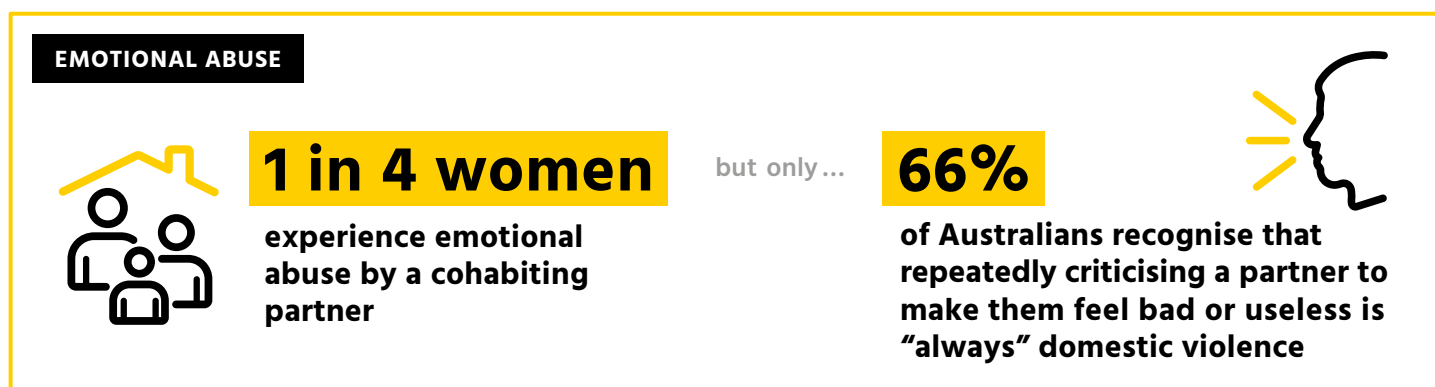 EMOTIONAL ABUSE
1 in 4 women
experience emotional
abuse by a cohabiting
partner
but only...
66%
of Australians recognise that
repeatedly criticising a partner to
make them feel bad or useless is
“always” domestic violence